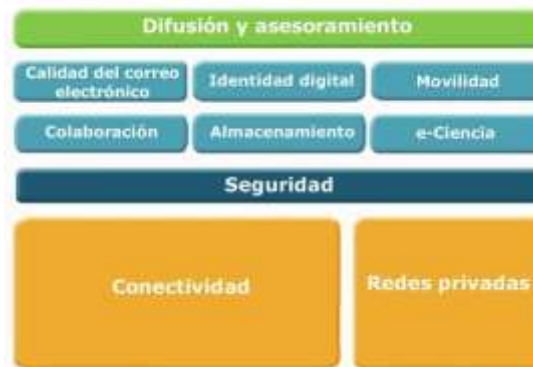 Difusión y asesoramiento
Calidad del correo
electrónico
Identidad digital
Movilidad
Colaboración
Almacenamiento
e-Ciencia
Seguridad
Conectividad
Redes privadas